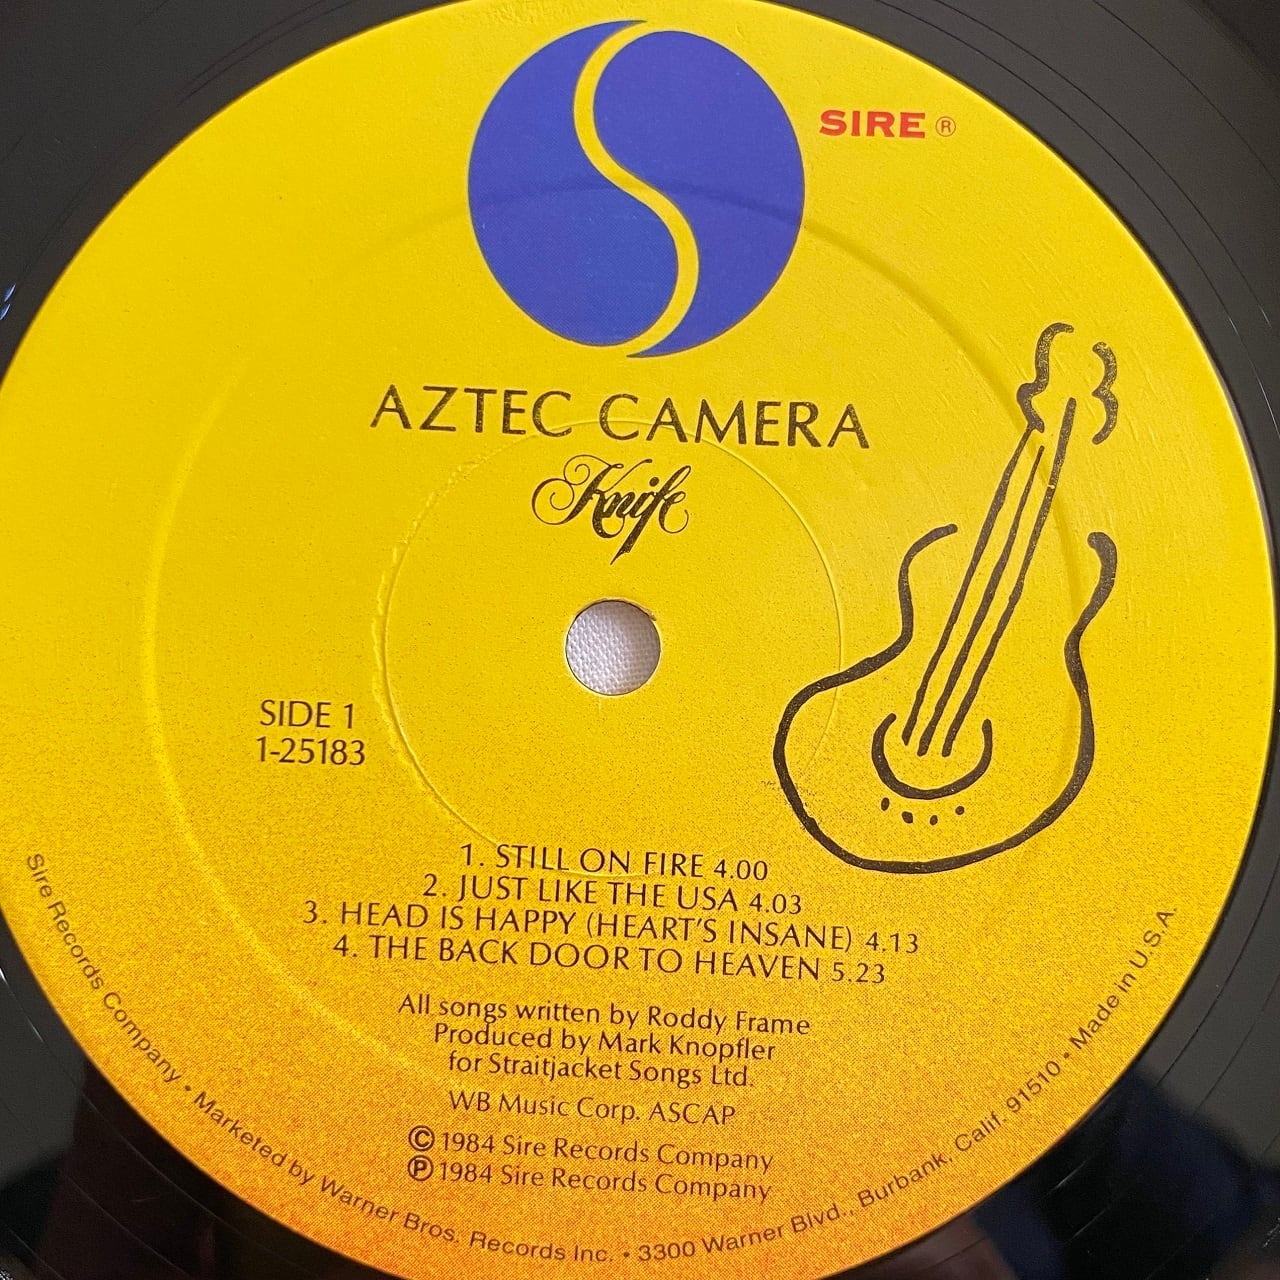 SIRE ®
AZTEC CAMERA
Knife
SIDE 1
1-25183
1. STILL ON FIRE 4.00
2. JUST LIKE THE USA 4.03
3. HEAD IS HAPPY (HEART'S INSANE) 4.13
4. THE BACK DOOR TO HEAVEN 5.23
All songs written by Roddy Frame
Produced by Mark Knopfler
for Straitjacket Songs Ltd.
WB Music Corp. ASCAP
© 1984 Sire Records Company
℗ 1984 Sire Records Company
Sire Records Company • Marketed by Warner Bros. Records Inc. • 3300 Warner Blvd., Burbank, Calif. 91510 • Made in U.S.A.